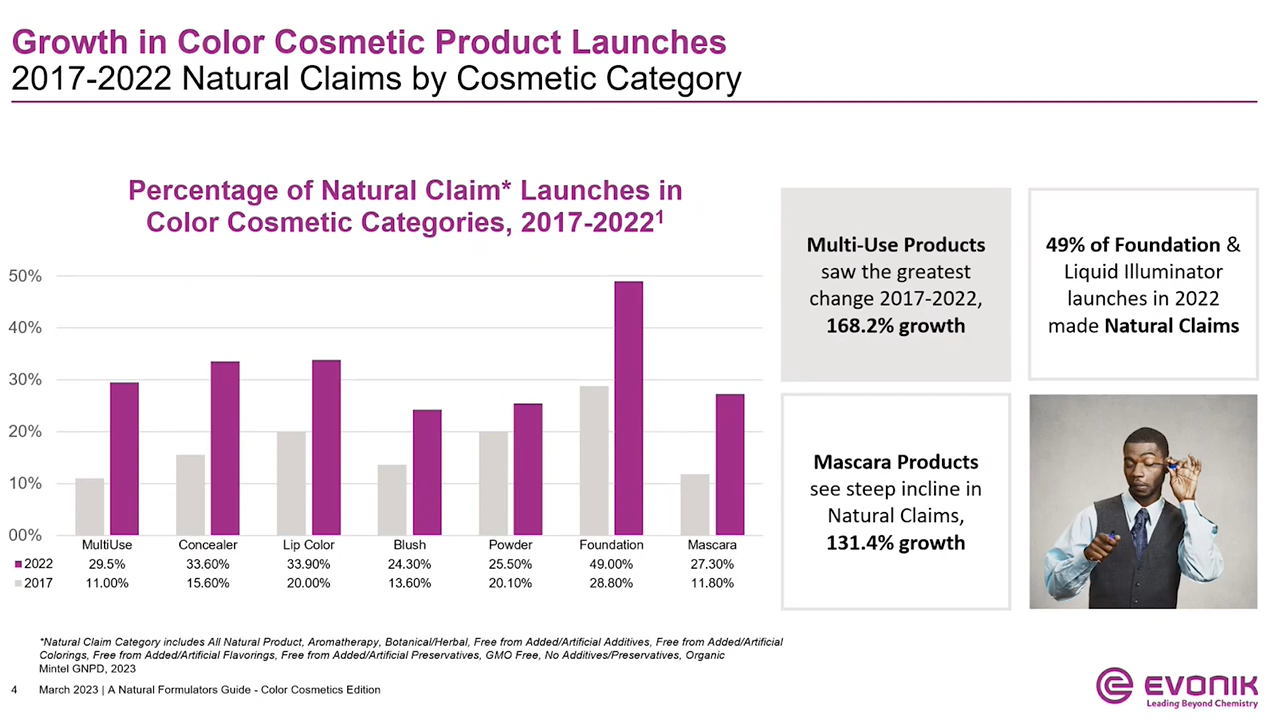 Growth in Color Cosmetic Product Launches
2017-2022 Natural Claims by Cosmetic Category
Percentage of Natural Claim* Launches in
Color Cosmetic Categories, 2017-2022¹
50%
40%
30%
20%
10%
00%
MultiUse Concealer Lip Color Blush Powder Foundation Mascara
2022 29.5% 33.60% 33.90% 24.30% 25.50% 49.00% 27.30%
2017 11.00% 15.60% 20.00% 13.60% 20.10% 28.80% 11.80%
Multi-Use Products
saw the greatest
change 2017-2022,
168.2% growth
49% of Foundation &
Liquid Illuminator
launches in 2022
made Natural Claims
Mascara Products
see steep incline in
Natural Claims,
131.4% growth
*Natural Claim Category includes All Natural Product, Aromatherapy, Botanical/Herbal, Free from Added/Artificial Additives, Free from Added/Artificial
Colorings, Free from Added/Artificial Flavorings, Free from Added/Artificial Preservatives, GMO Free, No Additives/Preservatives, Organic
Mintel GNPD, 2023
4 March 2023 | A Natural Formulators Guide - Color Cosmetics Edition
EVONIK
Leading Beyond Chemistry